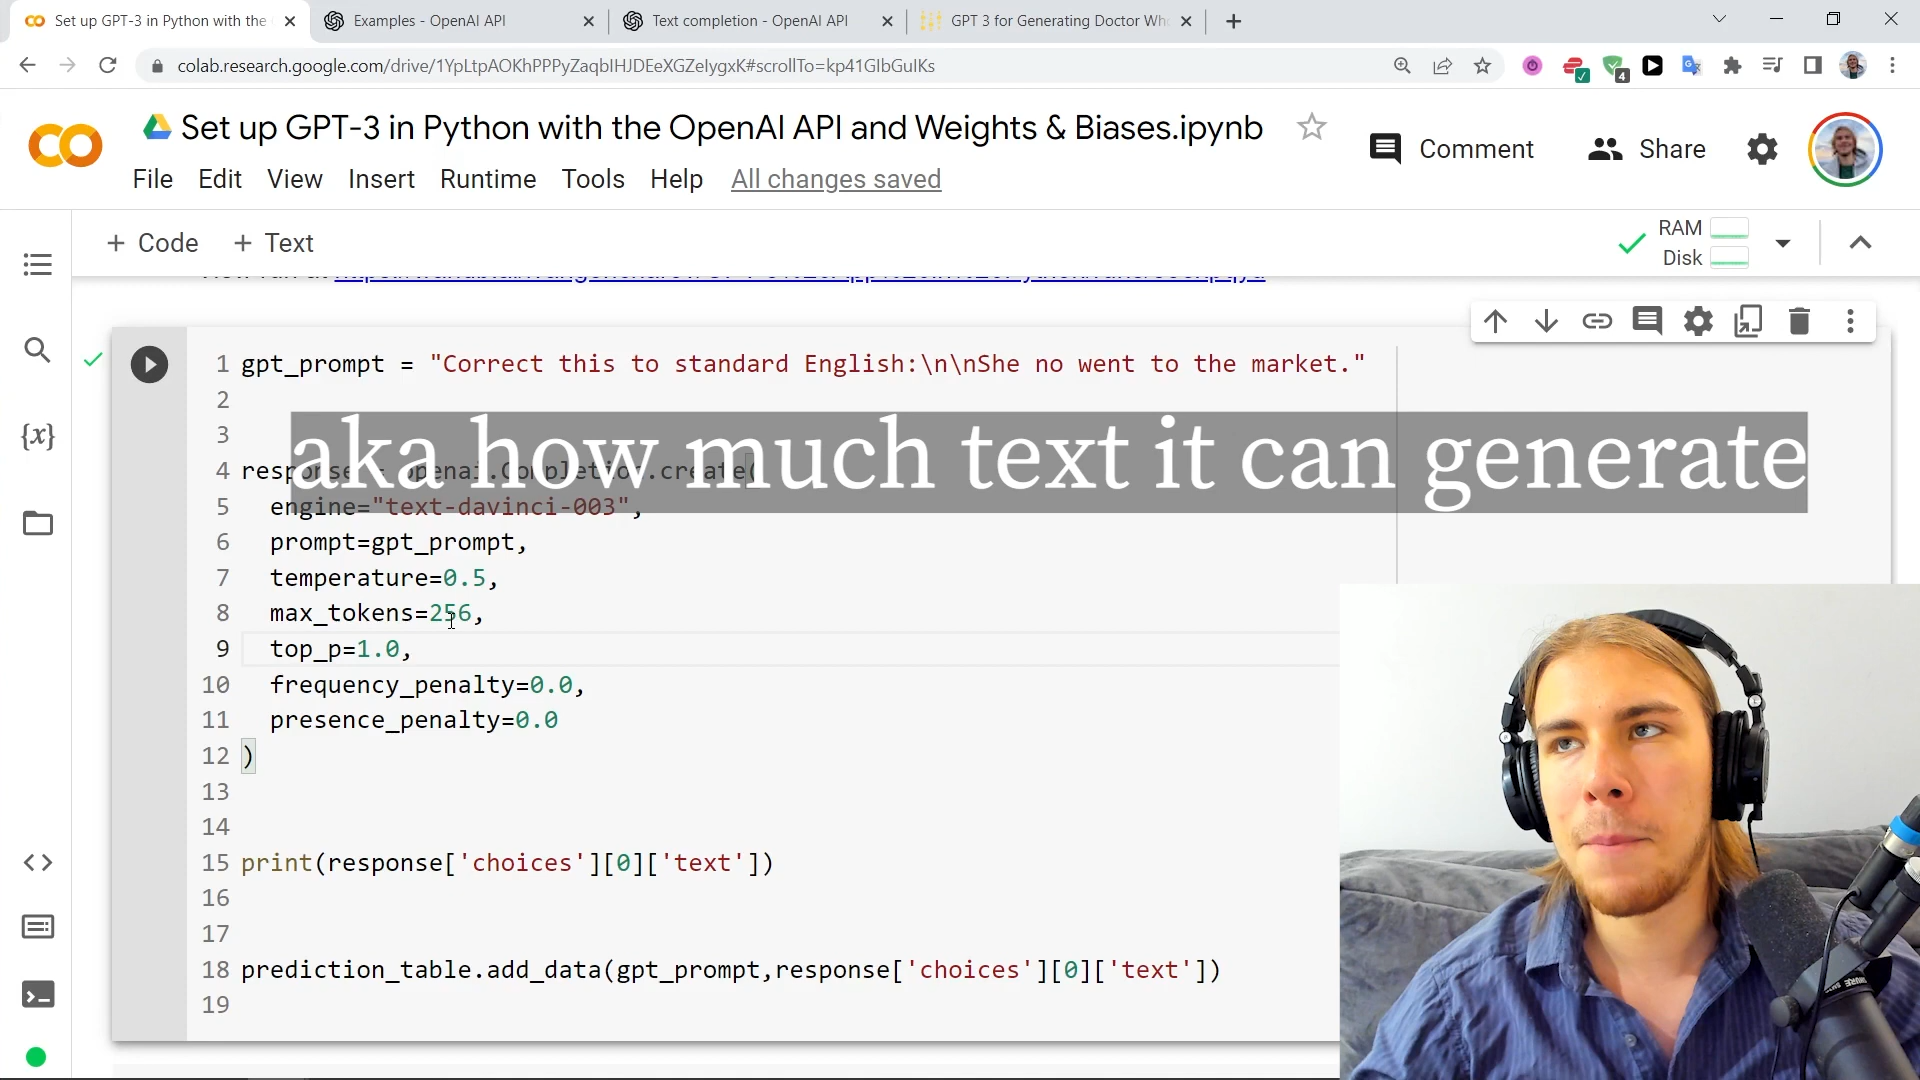 Set up GPT-3 in Python with the
Examples - OpenAI API
Text completion - OpenAI API
GPT 3 for Generating Doctor Wh
colab.research.google.com/drive/1YpLtpAOKhPPPyZaqbIHJDEeXGZeIygxK#scrollTo=kp41GIbGuIKs
4
Set up GPT-3 in Python with the OpenAI API and Weights & Biases.ipynb
Comment
Share
File Edit View Insert Runtime Tools Help All changes saved
+ Code + Text
RAM
Disk
1 gpt_prompt = "Correct this to standard English:\n\nShe no went to the market."
2
3
aka how much text it can generate
4 response = openai.Completion.create(
5 engine="text-davinci-003",
6 prompt=gpt_prompt,
7 temperature=0.5,
8 max_tokens=256,
9 top_p=1.0,
10 frequency_penalty=0.0,
11 presence_penalty=0.0
12 )
13
14
15 print(response['choices'][0]['text'])
16
17
18 prediction_table.add_data(gpt_prompt,response['choices'][0]['text'])
19